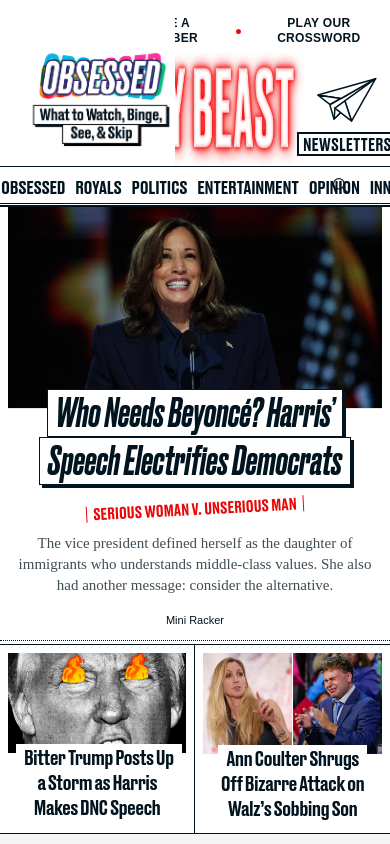 E A
BER
PLAY OUR
CROSSWORD
OBSESSED
What to Watch, Binge,
See, & Skip
Y BEAST
NEWSLETTERS
OBSESSED ROYALS POLITICS ENTERTAINMENT OPINION INN
Who Needs Beyoncé? Harris’
Speech Electrifies Democrats
SERIOUS WOMAN V. UNSERIOUS MAN
The vice president defined herself as the daughter of
immigrants who understands middle-class values. She also
had another message: consider the alternative.
Mini Racker
Bitter Trump Posts Up
a Storm as Harris
Makes DNC Speech
Ann Coulter Shrugs
Off Bizarre Attack on
Walz’s Sobbing Son